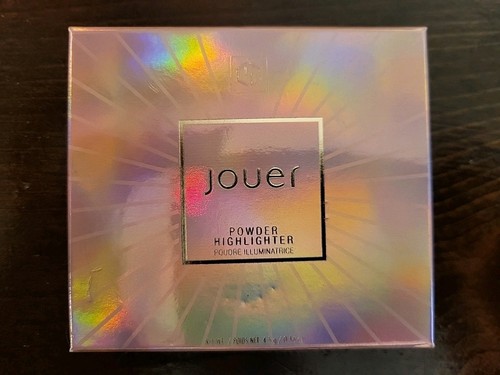 jouer
POWDER
HIGHLIGHTER
POUDRE ILLUMINATRICE